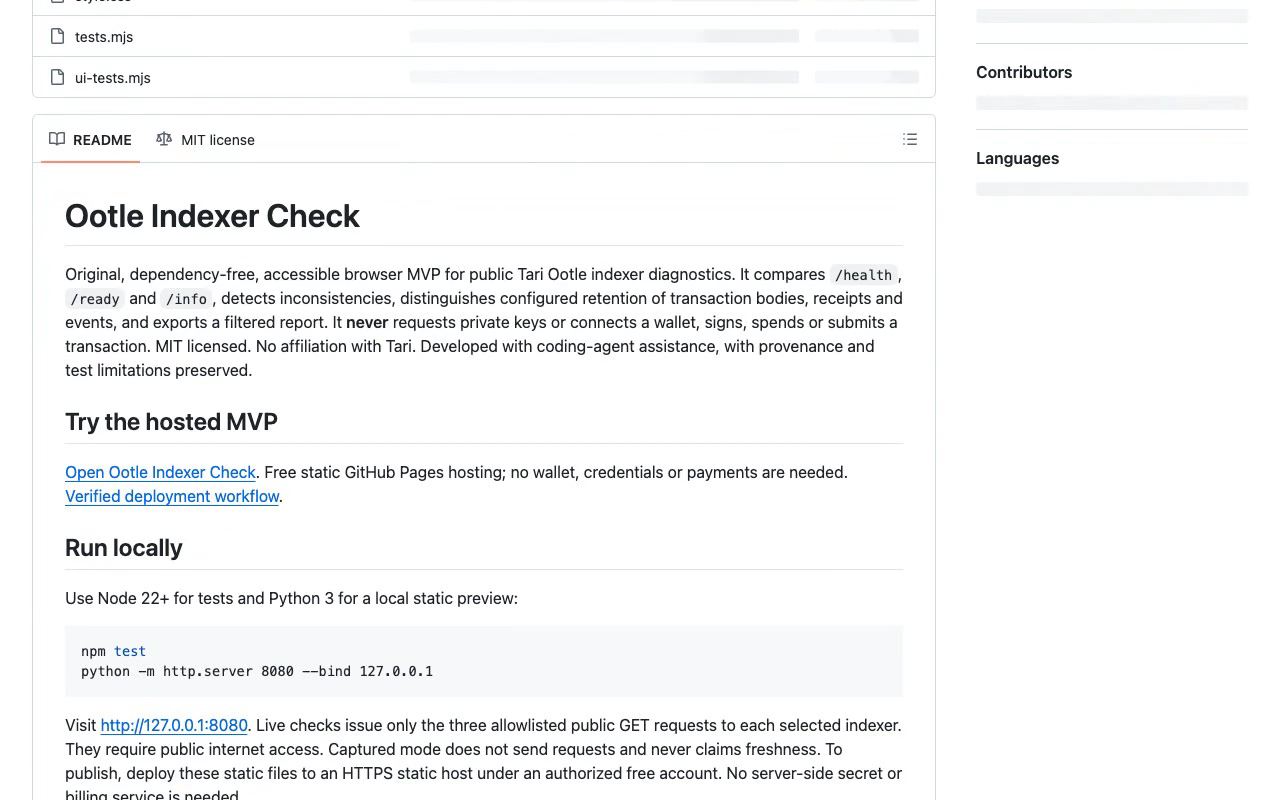 tests.mjs
ui-tests.mjs
Contributors
Languages
README
MIT license
Ootle Indexer Check
Original, dependency-free, accessible browser MVP for public Tari Ootle indexer diagnostics. It compares /health,
/ready and /info, detects inconsistencies, distinguishes configured retention of transaction bodies, receipts and
events, and exports a filtered report. It never requests private keys or connects a wallet, signs, spends or submits a
transaction. MIT licensed. No affiliation with Tari. Developed with coding-agent assistance, with provenance and
test limitations preserved.
Try the hosted MVP
Open Ootle Indexer Check. Free static GitHub Pages hosting; no wallet, credentials or payments are needed.
Verified deployment workflow.
Run locally
Use Node 22+ for tests and Python 3 for a local static preview:
npm test
python -m http.server 8080 --bind 127.0.0.1
Visit http://127.0.0.1:8080. Live checks issue only the three allowlisted public GET requests to each selected indexer.
They require public internet access. Captured mode does not send requests and never claims freshness. To
publish, deploy these static files to an HTTPS static host under an authorized free account. No server-side secret or
billing service is needed.